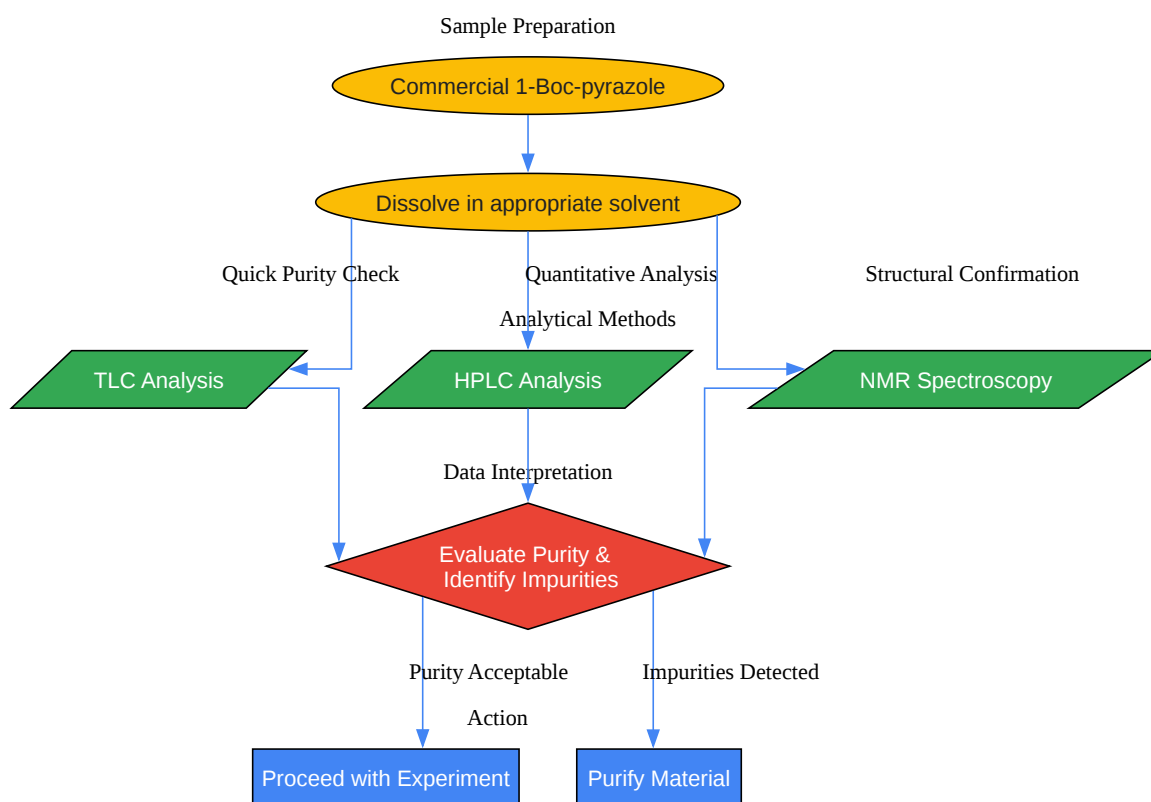 Sample Preparation
Commercial 1-Boc-pyrazole
Dissolve in appropriate solvent
Quick Purity Check
Quantitative Analysis
Structural Confirmation
Analytical Methods
TLC Analysis
HPLC Analysis
NMR Spectroscopy
Data Interpretation
Evaluate Purity &
Identify Impurities
Purity Acceptable
Impurities Detected
Action
Proceed with Experiment
Purify Material